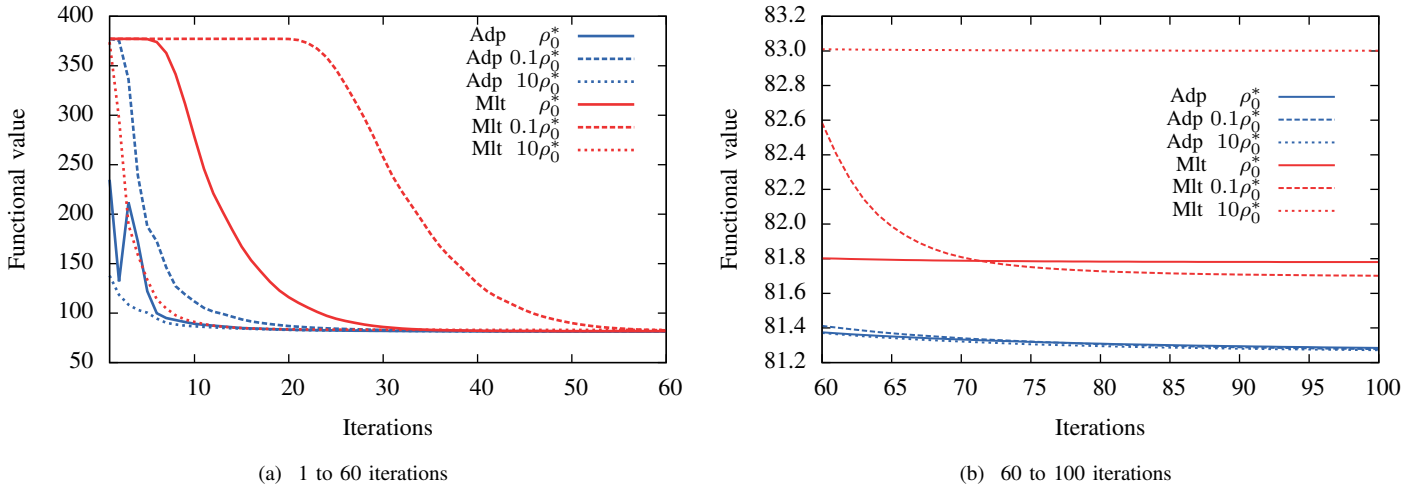 Functional value
400
350
300
250
200
150
100
50
10
20
30
40
50
60
Iterations
Adp ρ₀*
Adp 0.1ρ₀*
Adp 10ρ₀*
Mlt ρ₀*
Mlt 0.1ρ₀*
Mlt 10ρ₀*
(a) 1 to 60 iterations
Functional value
83.2
83.0
82.8
82.6
82.4
82.2
82.0
81.8
81.6
81.4
81.2
60
65
70
75
80
85
90
95
100
Iterations
Adp ρ₀*
Adp 0.1ρ₀*
Adp 10ρ₀*
Mlt ρ₀*
Mlt 0.1ρ₀*
Mlt 10ρ₀*
(b) 60 to 100 iterations